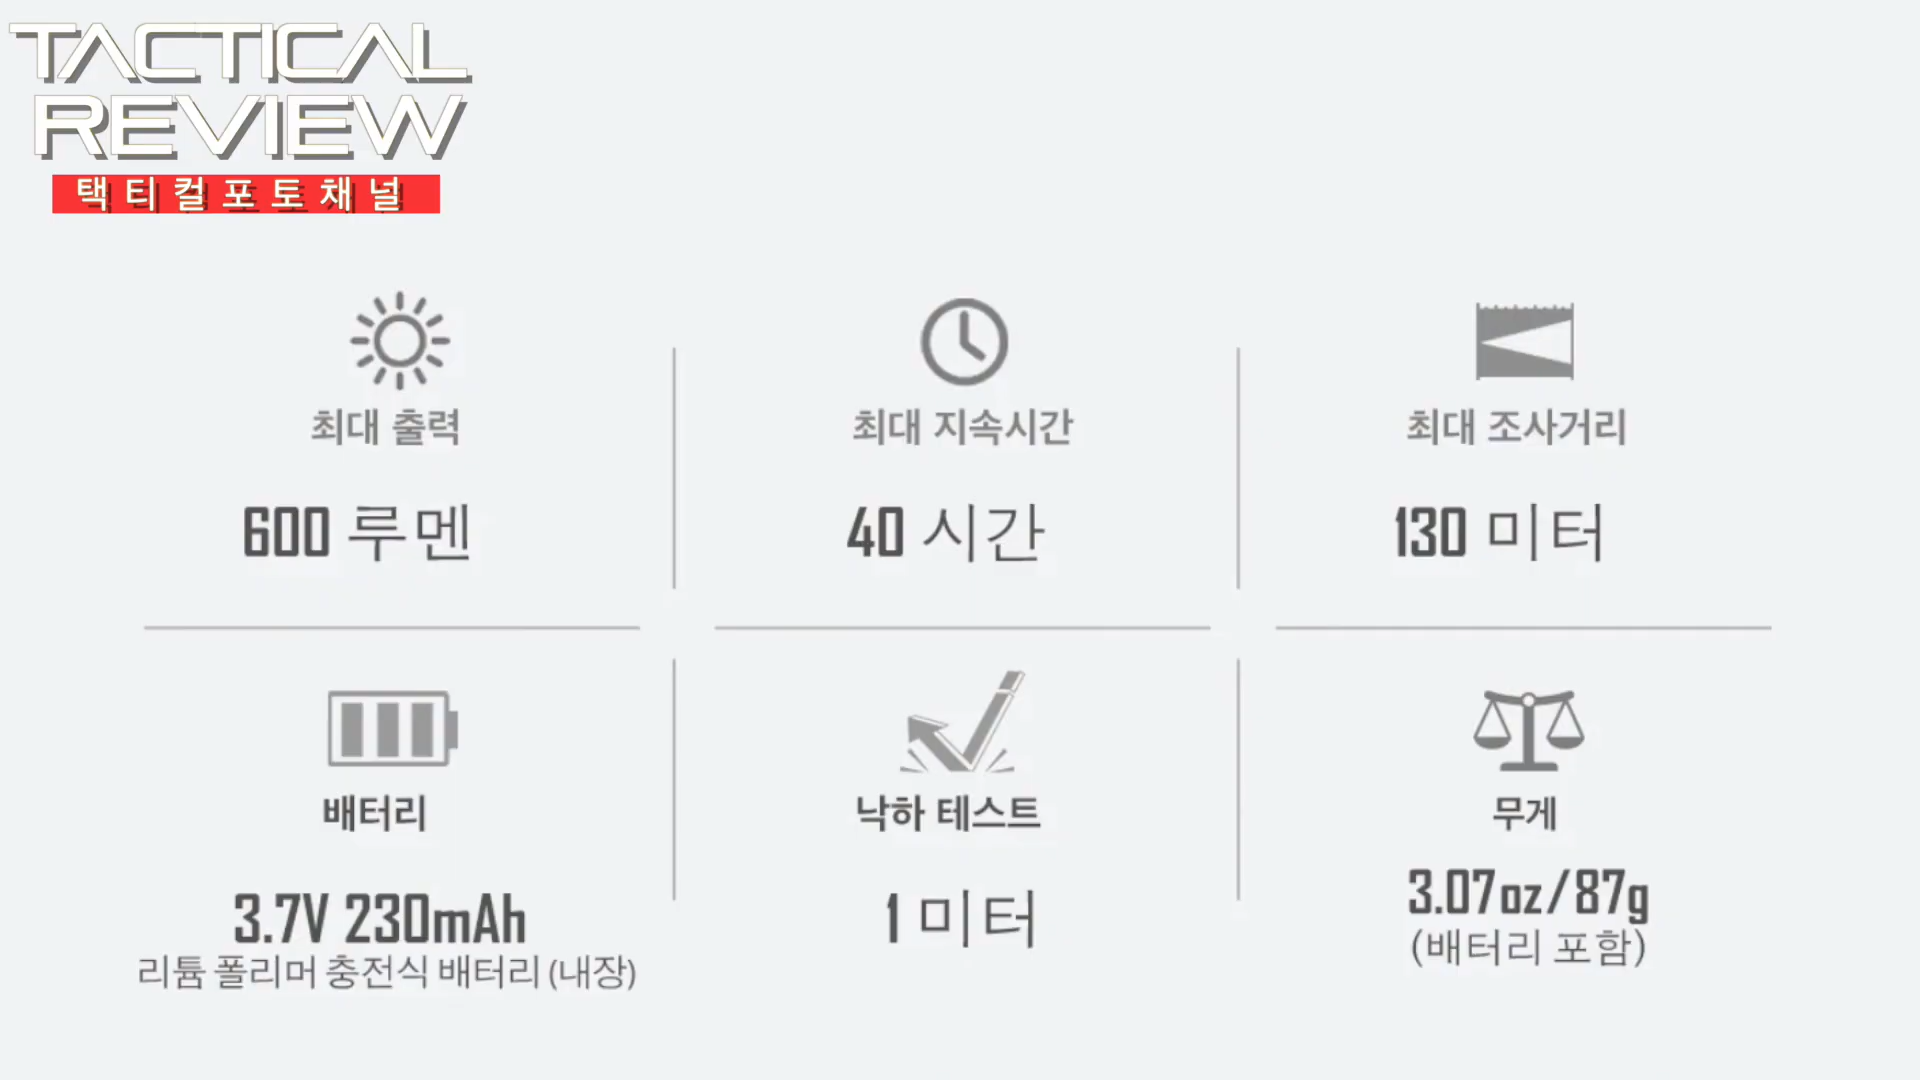 TACTICAL
REVIEW
택티컬포토채널
최대 출력
600 루멘
최대 지속시간
40 시간
최대 조사거리
130 미터
배터리
3.7V 230mAh
리튬 폴리머 충전식 배터리 (내장)
낙하 테스트
1 미터
무게
3.07oz/87g
(배터리 포함)